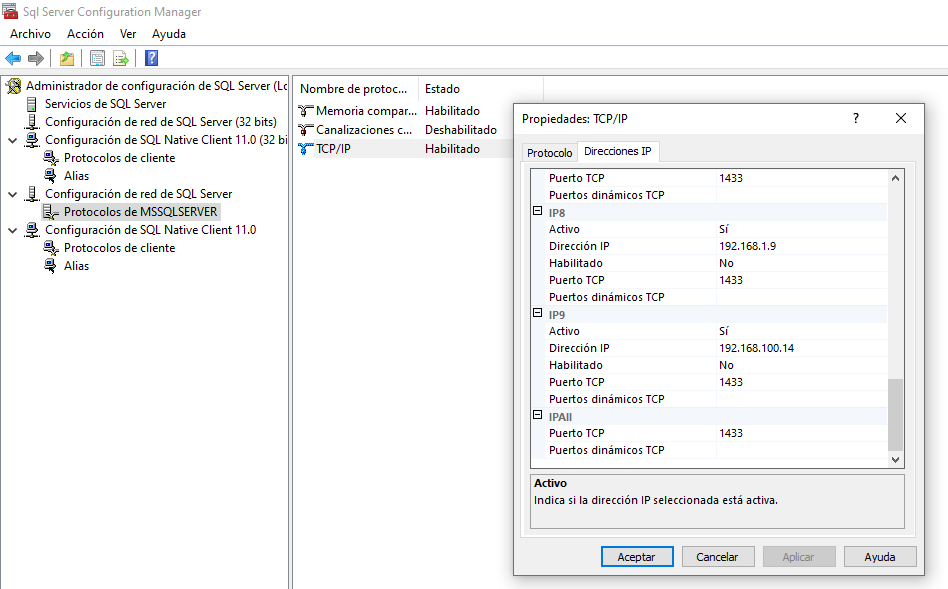 Sql Server Configuration Manager
Archivo Acción Ver Ayuda
Administrador de configuración de SQL Server (Lo
Servicios de SQL Server
Configuración de red de SQL Server (32 bits)
Configuración de SQL Native Client 11.0 (32 bi
Protocolos de cliente
Alias
Configuración de red de SQL Server
Protocolos de MSSQLSERVER
Configuración de SQL Native Client 11.0
Protocolos de cliente
Alias
Nombre de protoc... Estado
Memoria compar... Habilitado
Canalizaciones c... Deshabilitado
TCP/IP Habilitado
Propiedades: TCP/IP ?
Protocolo Direcciones IP
Puerto TCP 1433
Puertos dinámicos TCP
IP8
Activo Sí
Dirección IP 192.168.1.9
Habilitado No
Puerto TCP 1433
Puertos dinámicos TCP
IP9
Activo Sí
Dirección IP 192.168.100.14
Habilitado No
Puerto TCP 1433
Puertos dinámicos TCP
IPAll
Puerto TCP 1433
Puertos dinámicos TCP
Activo
Indica si la dirección IP seleccionada está activa.
Aceptar Cancelar Aplicar Ayuda